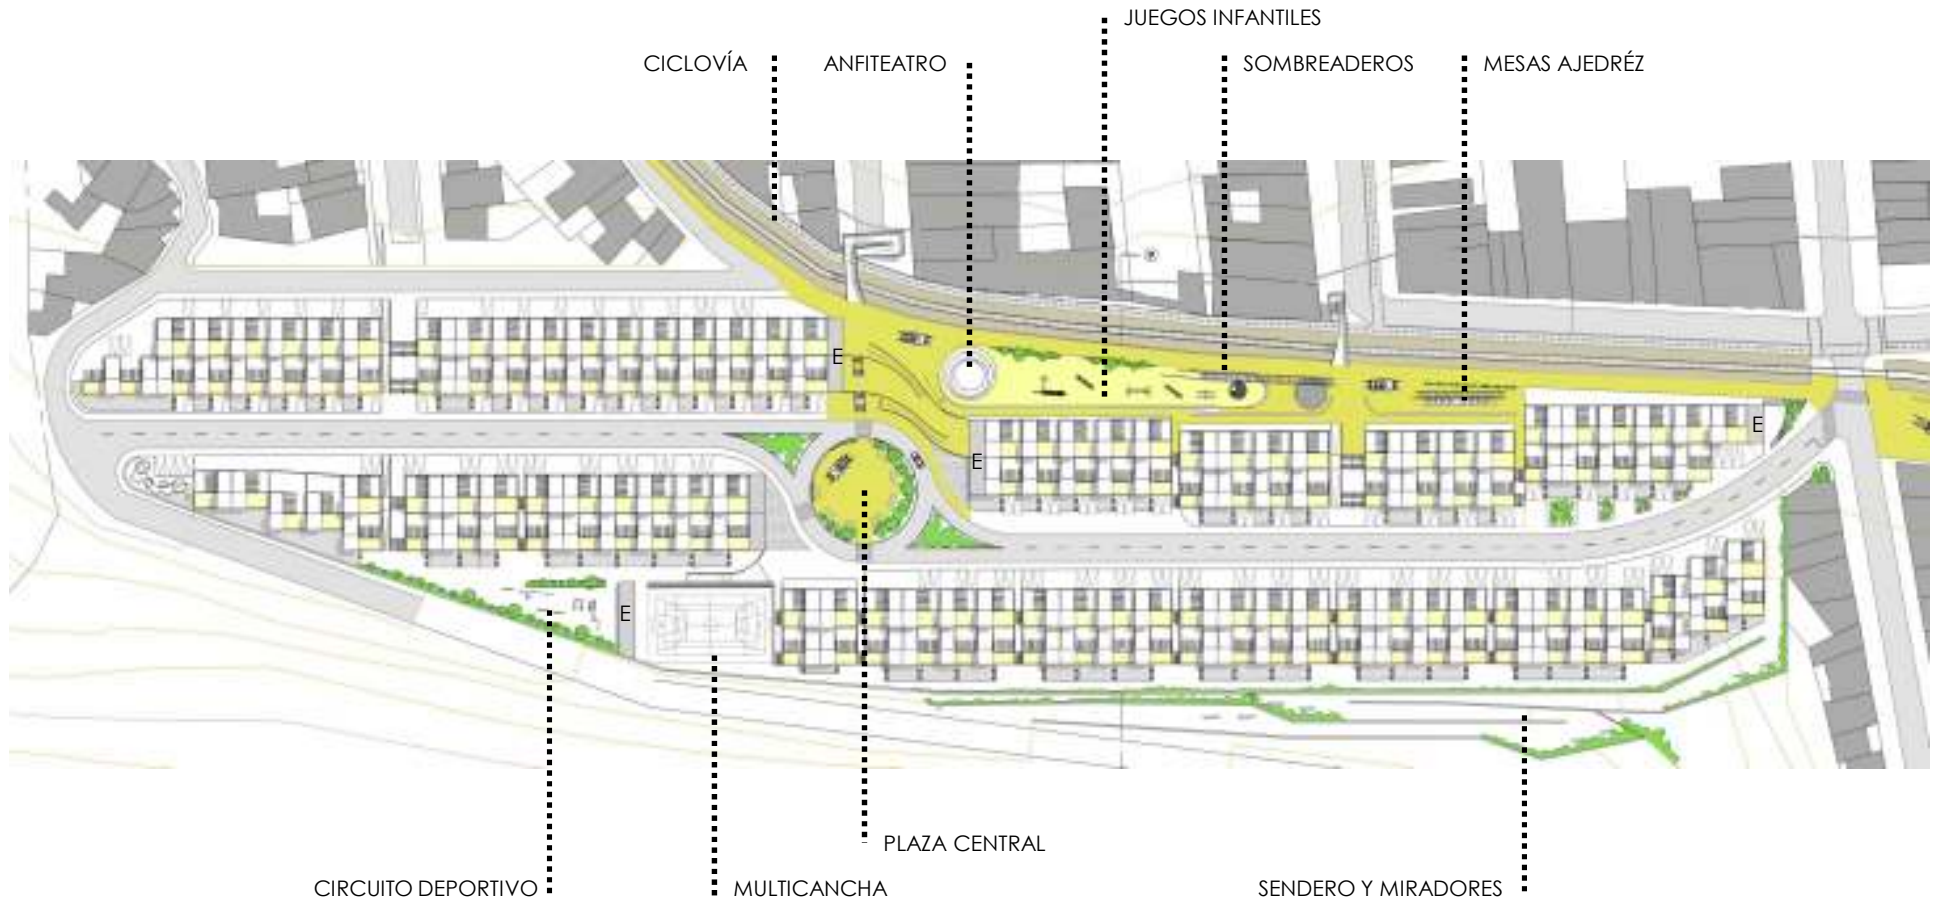 JUEGOS INFANTILES
CICLOVÍA
ANFITEATRO
SOMBREADEROS
MESAS AJEDRÉZ
E
E
E
E
PLAZA CENTRAL
CIRCUITO DEPORTIVO
MULTICANCHA
SENDERO Y MIRADORES